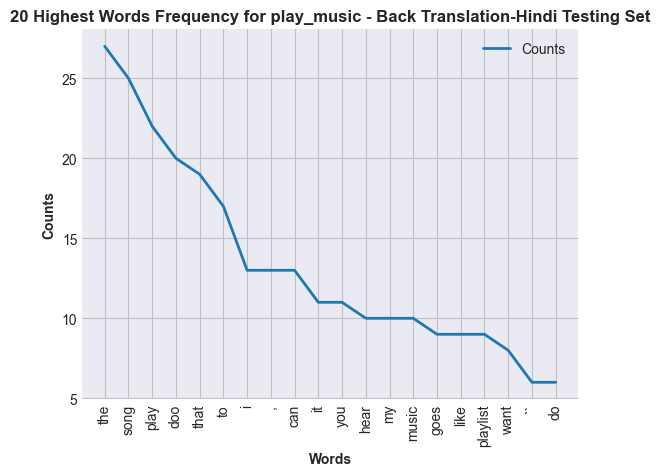 20 Highest Words Frequency for play_music - Back Translation-Hindi Testing Set
Counts
Counts
25
20
15
10
5
the
song
play
doo
that
to
i
,
can
it
you
hear
my
music
goes
like
playlist
want
``
do
Words